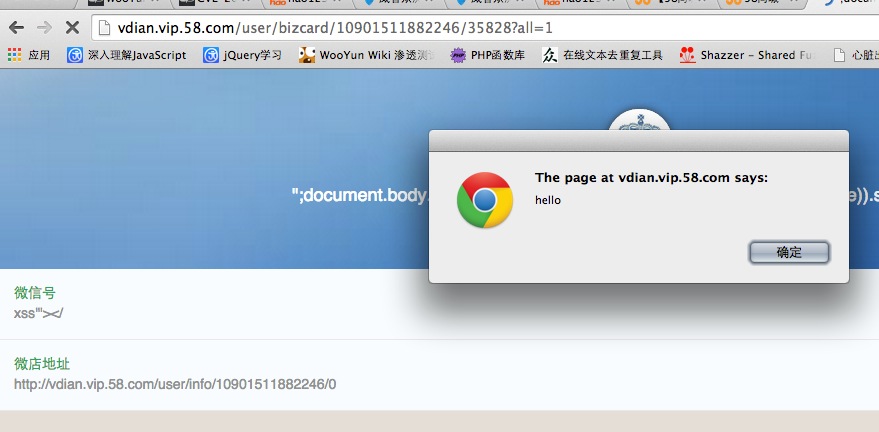 vdian.vip.58.com/user/bizcard/10901511882246/35828?all=1
应用 深入理解JavaScript jQuery学习 WooYun Wiki 渗透测 PHP函数库 在线文本去重复工具 Shazzer - Shared Fu 心脏出
The page at vdian.vip.58.com says:
hello
";document.body. e)).s
确定
微信号
xss'"><​/
微店地址
http://vdian.vip.58.com/user/info/10901511882246/0